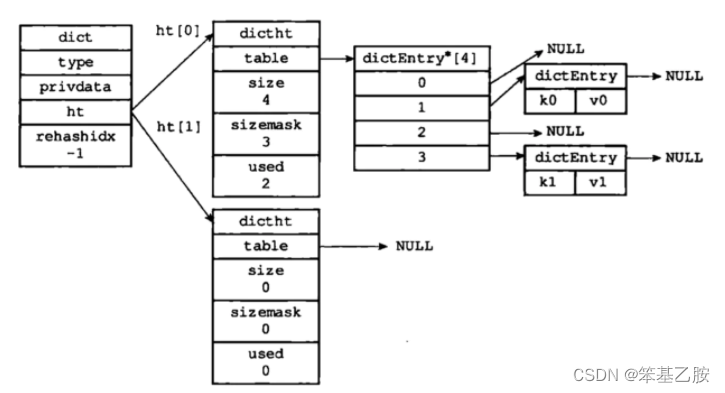 dict
type
privdata
ht
rehashidx
-1
ht[0]
ht[1]
dictht
table
size
4
sizemask
3
used
2
dictht
table
size
0
sizemask
0
used
0
NULL
dictEntry*[4]
0
1
2
3
NULL
dictEntry
k0 v0
NULL
NULL
dictEntry
k1 v1
NULL
CSDN @笨基乙胺